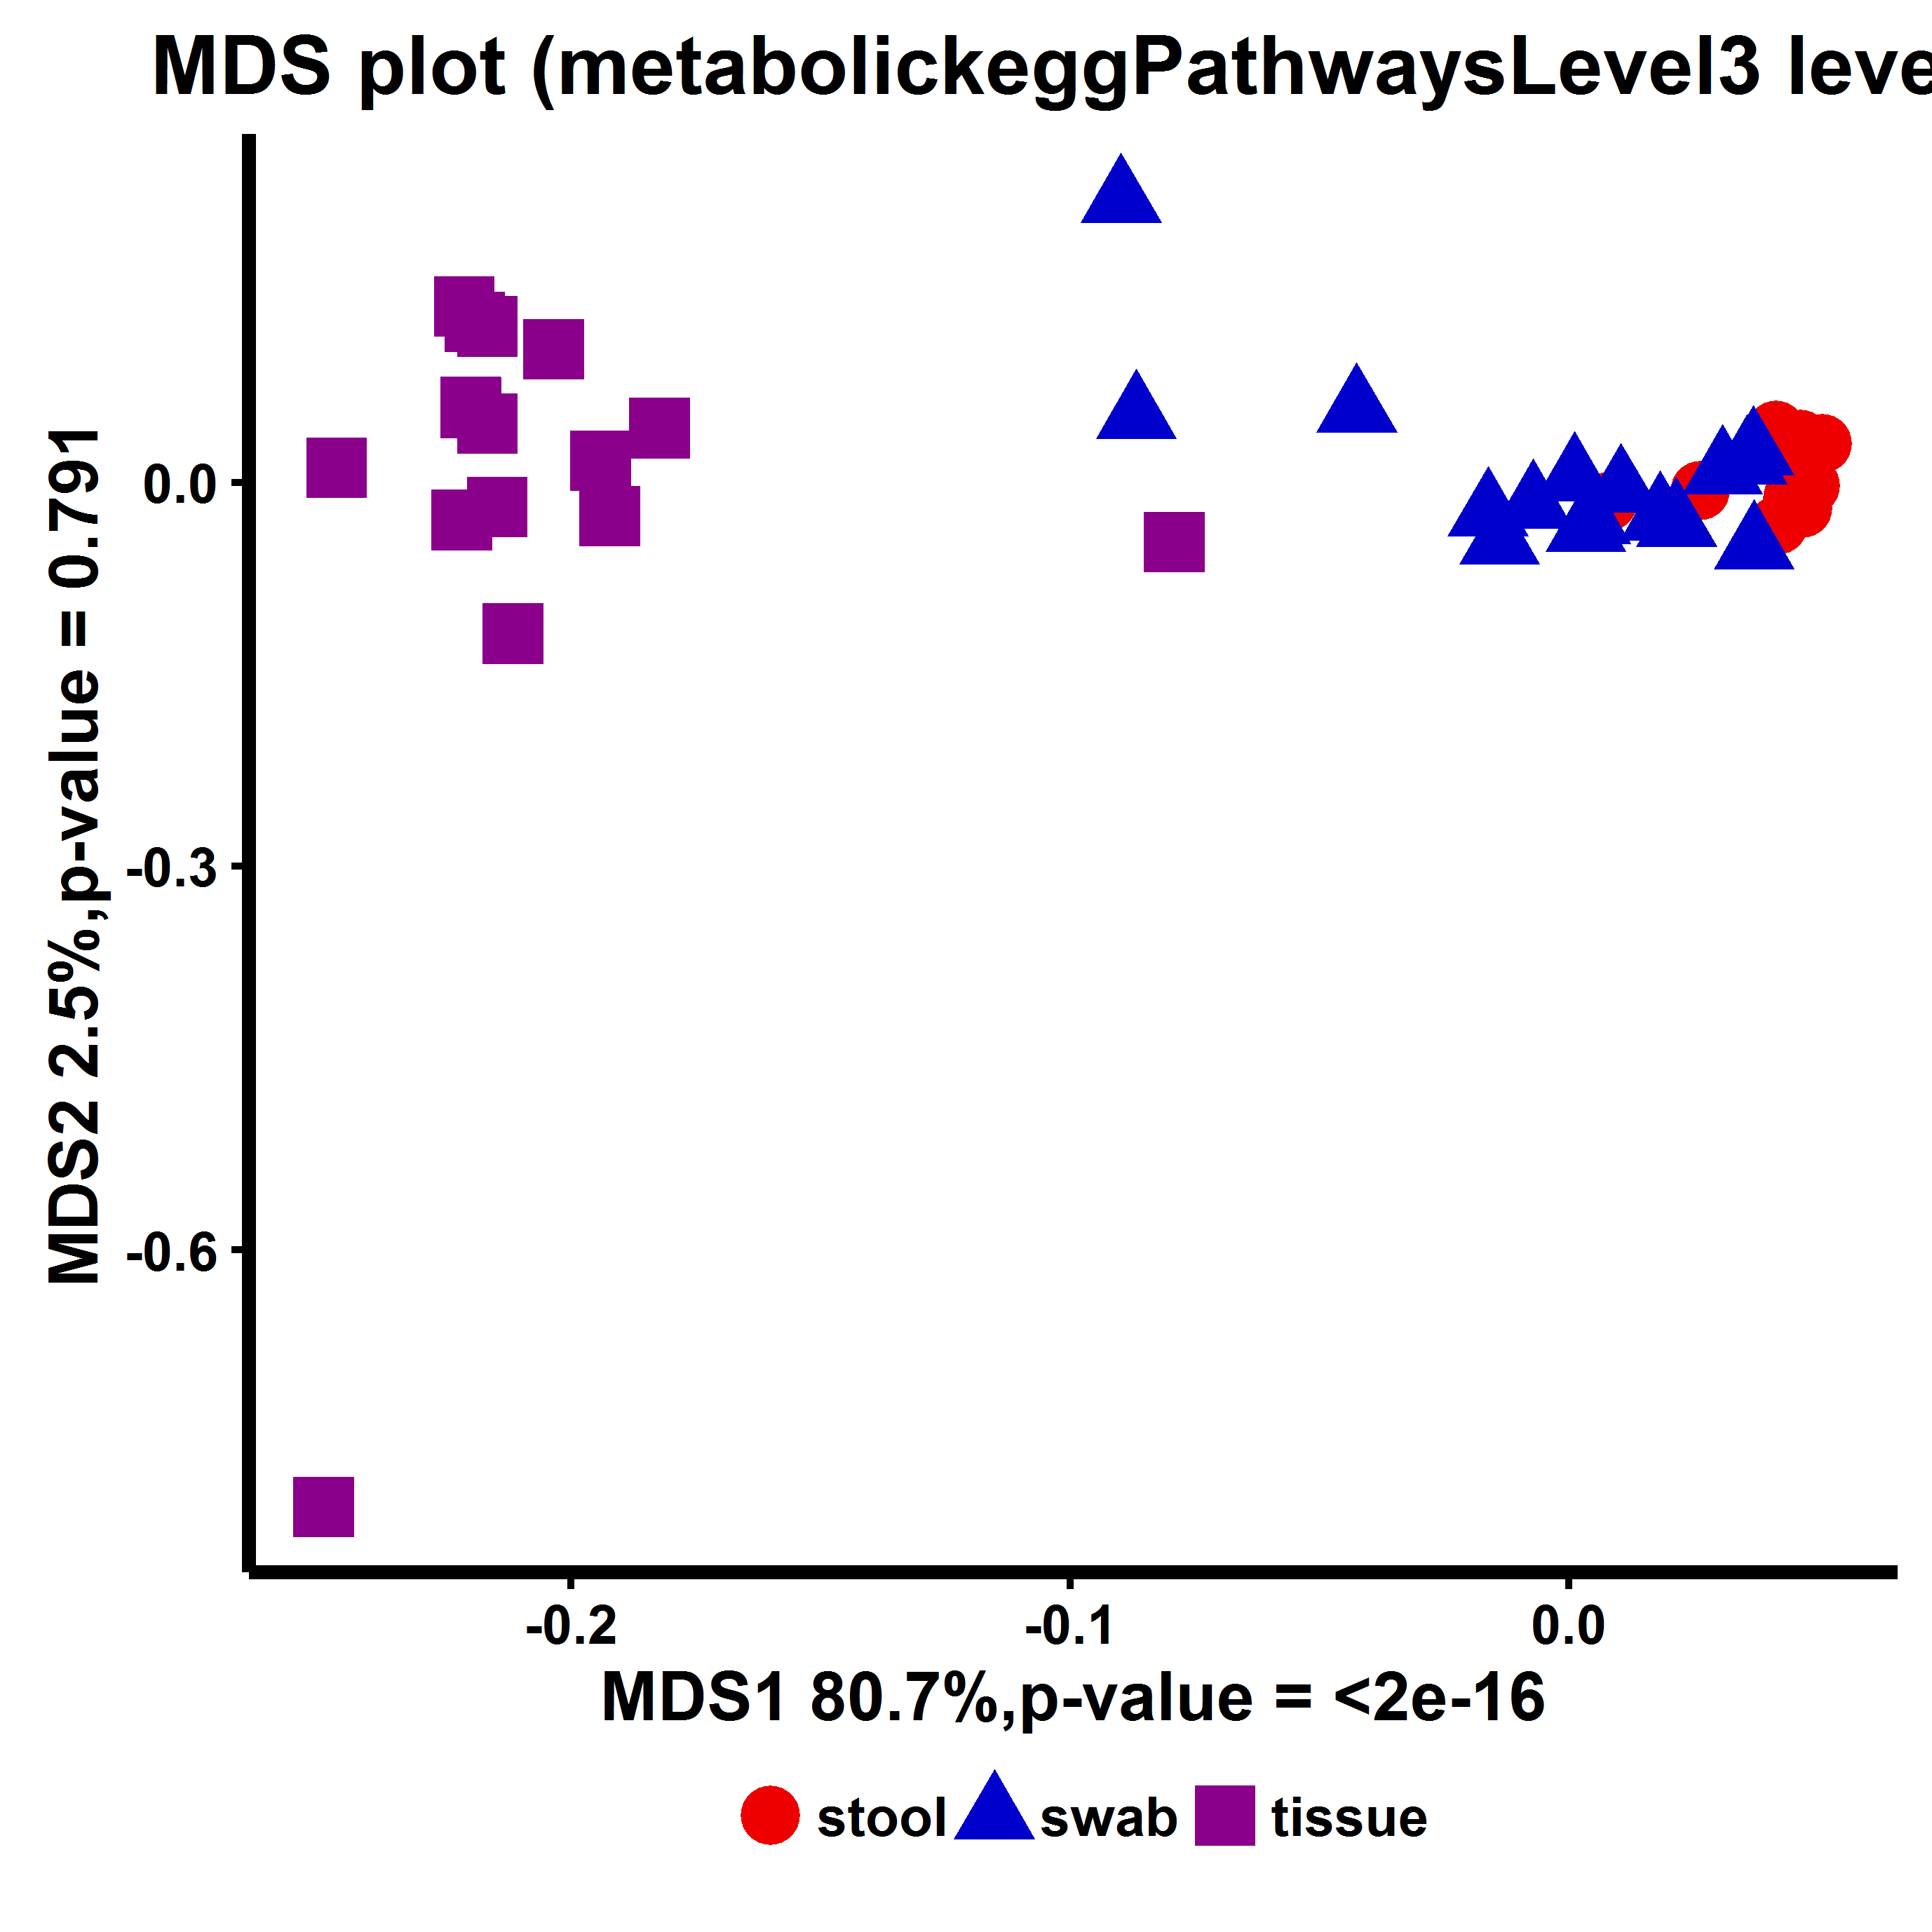 MDS plot (metabolickeggPathwaysLevel3 leve
MDS2 2.5%,p-value = 0.791
0.0
-0.3
-0.6
-0.2 -0.1 0.0
MDS1 80.7%,p-value = <2e-16
stool swab tissue